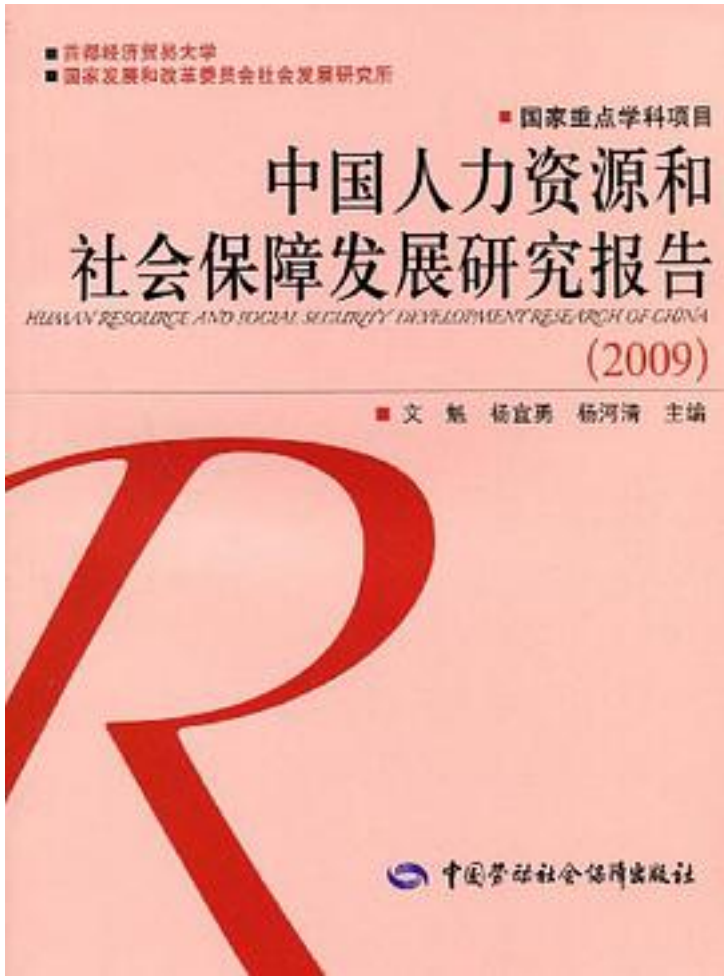 ■ 首都经济贸易大学
■ 国家发展和改革委员会社会发展研究所
■ 国家重点学科项目
中国人力资源和
社会保障发展研究报告
HUMAN RESOURCE AND SOCIAL SECURITY DEVELOPMENT RESEARCH OF CHINA
(2009)
■ 文 魁 杨宜勇 杨河清 主编
R
中国劳动社会保障出版社